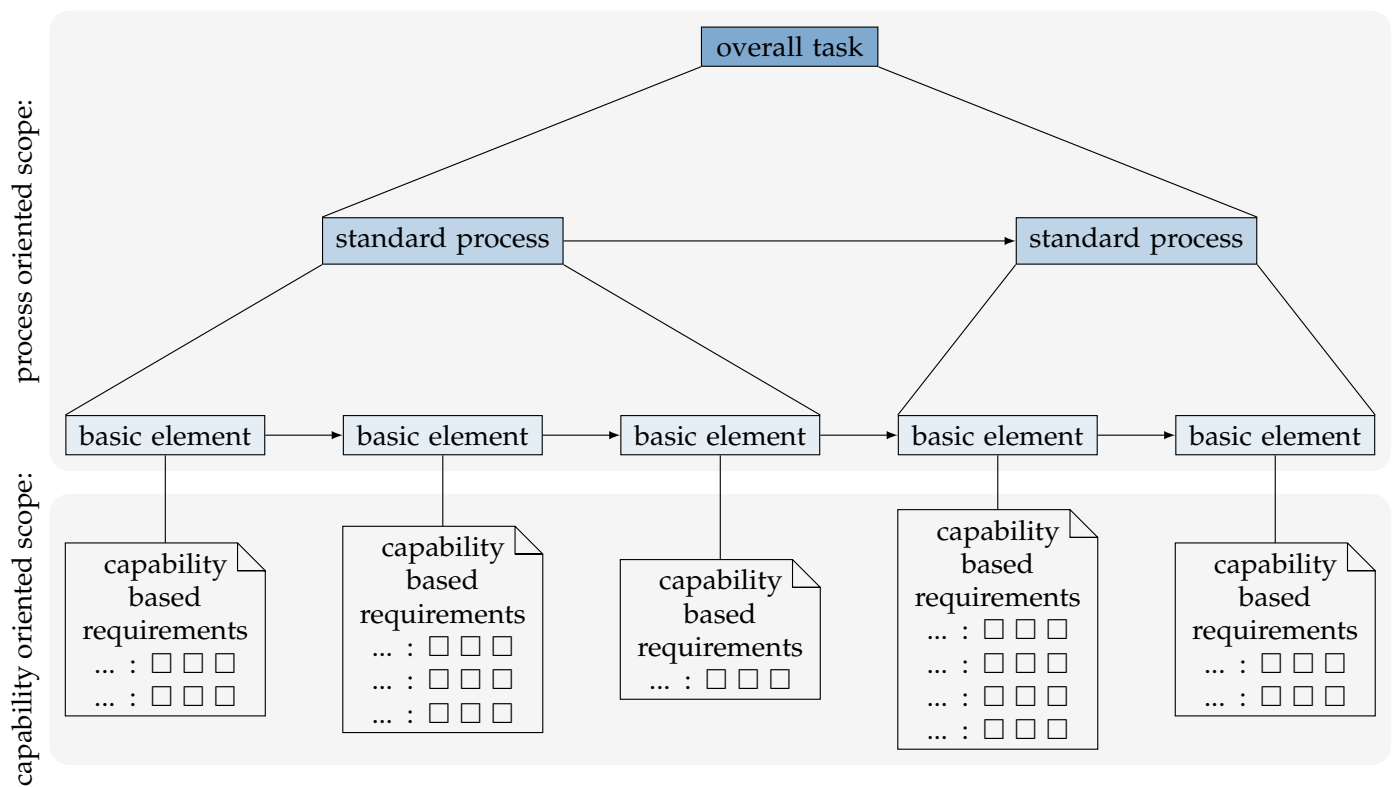 process oriented scope:
overall task
standard process
standard process
basic element
basic element
basic element
basic element
basic element
capability oriented scope:
capability
based
requirements
... : □ □ □
... : □ □ □
capability
based
requirements
... : □ □ □
... : □ □ □
... : □ □ □
capability
based
requirements
... : □ □ □
capability
based
requirements
... : □ □ □
... : □ □ □
... : □ □ □
... : □ □ □
capability
based
requirements
... : □ □ □
... : □ □ □